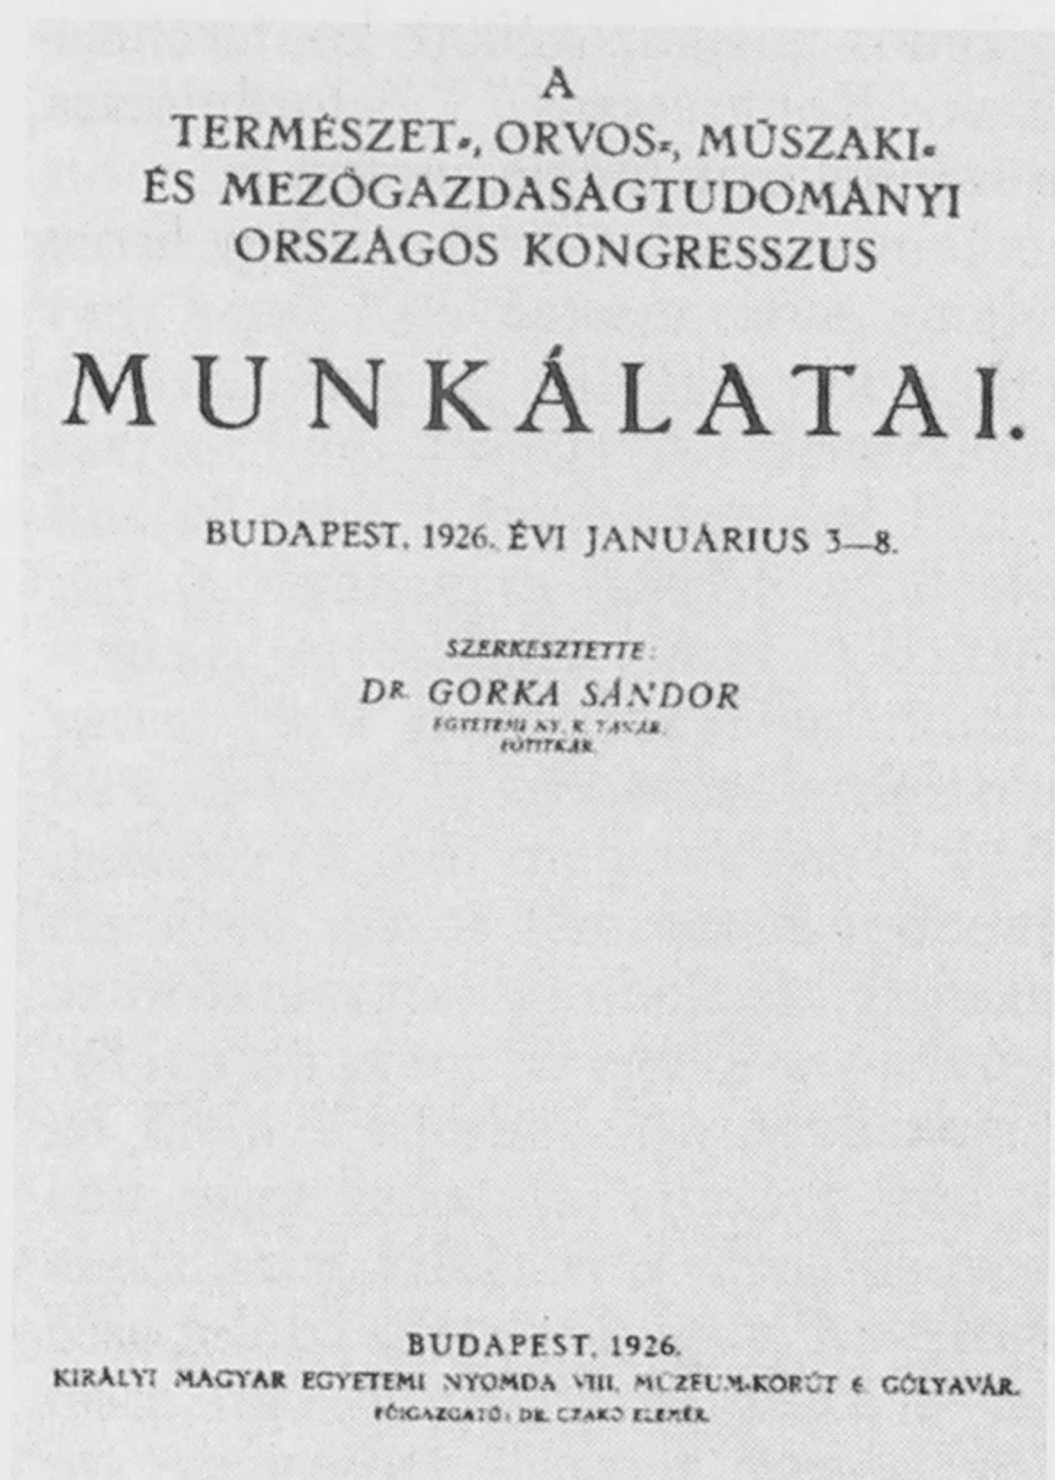 A
TERMÉSZET-, ORVOS-, MŰSZAKI-
ÉS MEZŐGAZDASÁGTUDOMÁNYI
ORSZÁGOS KONGRESSZUS
MUNKÁLATAI.
BUDAPEST, 1926. ÉVI JANUÁRIUS 3—8.
SZERKESZTETTE:
DR. GORKA SÁNDOR
EGYETEMI NY. R. TANÁR,
FŐTITKÁR.
BUDAPEST, 1926.
KIRÁLYI MAGYAR EGYETEMI NYOMDA VIII, MÚZEUM-KÖRÚT 6. GÓLYAVÁR.
FŐIGAZGATÓ: DR. CZAKÓ ELEMÉR.